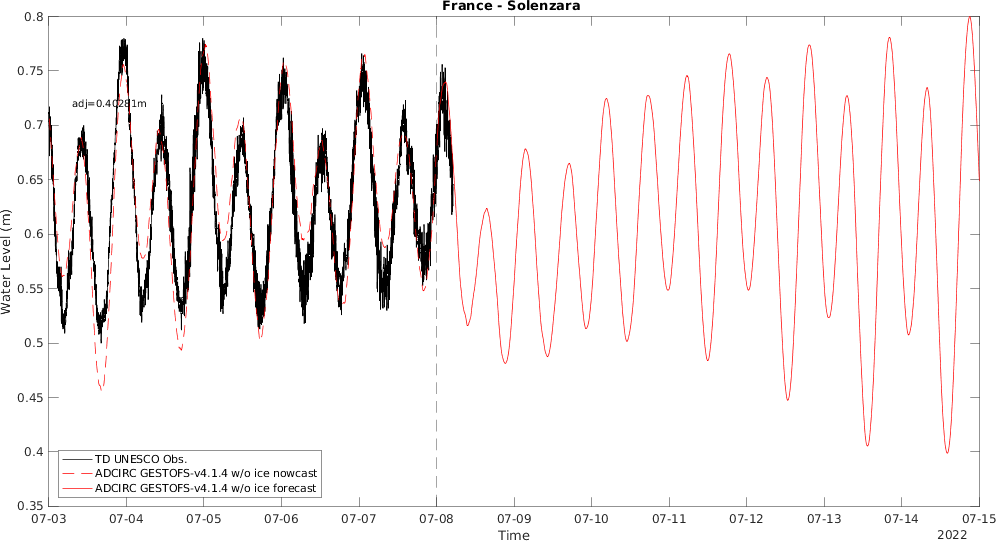 France - Solenzara
0.8
0.75
adj=0.40281m
0.7
0.65
0.6
0.55
0.5
0.45
0.4
0.35
Water Level (m)
TD UNESCO Obs.
ADCIRC GESTOFS-v4.1.4 w/o ice nowcast
ADCIRC GESTOFS-v4.1.4 w/o ice forecast
07-03 07-04 07-05 07-06 07-07 07-08 07-09 07-10 07-11 07-12 07-13 07-14 07-15
Time
2022